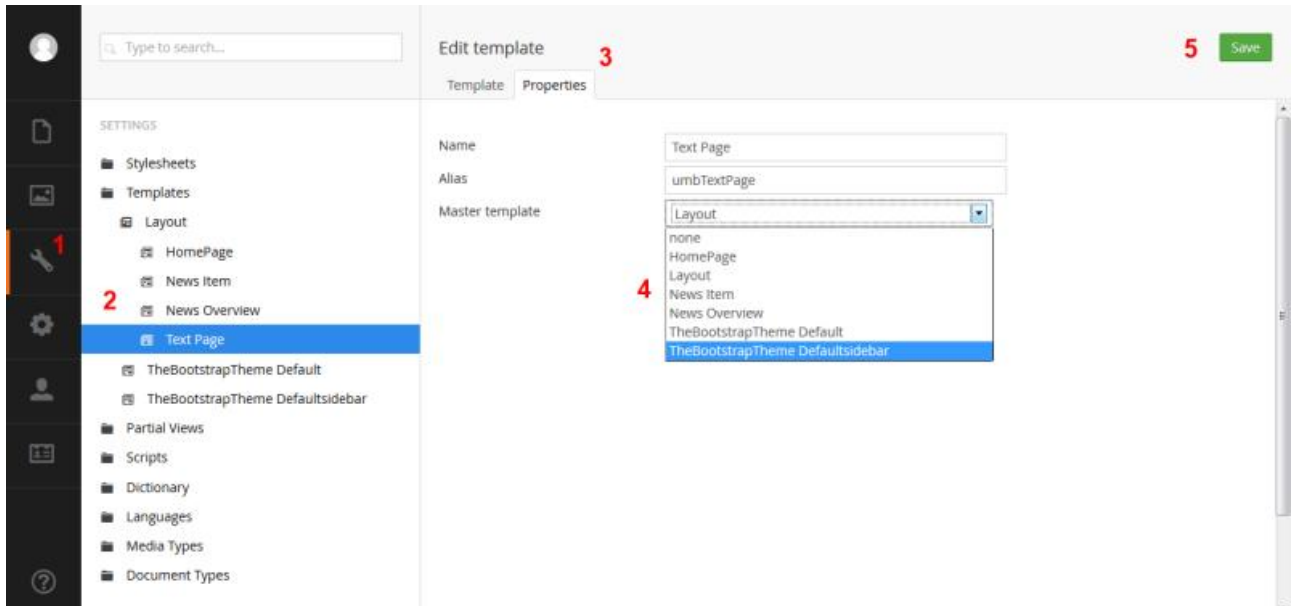 Type to search...
Edit template
3
5
Save
Template Properties
SETTINGS
1
2
Stylesheets
Templates
Layout
HomePage
News Item
News Overview
Text Page
TheBootstrapTheme Default
TheBootstrapTheme Defaultsidebar
Partial Views
Scripts
Dictionary
Languages
Media Types
Document Types
Name
Text Page
Alias
umbTextPage
Master template
Layout
4
none
HomePage
Layout
News Item
News Overview
TheBootstrapTheme Default
TheBootstrapTheme Defaultsidebar